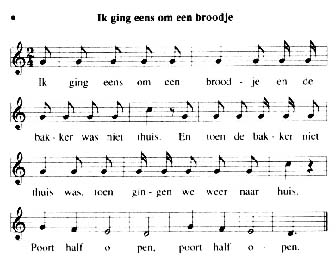 Ik ging eens om een broodje
Ik ging eens om een brood - je en de
bak - ker was niet thuis. En toen de bak - ker niet
thuis was, toen gin - gen we weer naar huis.
Poort half o - pen, poort half o - pen.